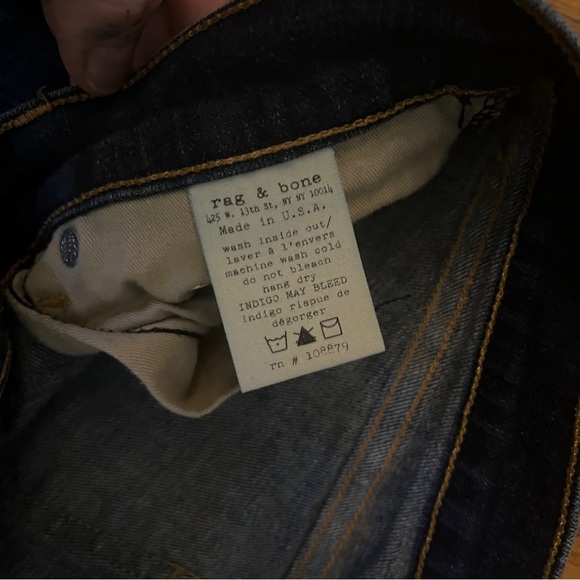 rag & bone
425 W. 13th St, NY NY 10014
Made in U.S.A.
wash inside out/
laver à l'envers
machine wash cold
do not bleach
hang dry
INDIGO MAY BLEED
indigo risque de
dégorger
rn # 108879